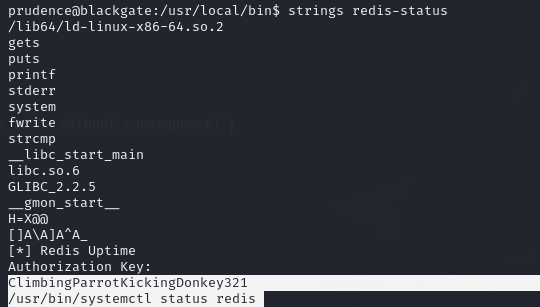 prudence@blackgate:/usr/local/bin$ strings redis-status
/lib64/ld-linux-x86-64.so.2
gets
puts
printf
stderr
system
fwrite
without consequence) ;
strcmp
__libc_start_main
libc.so.6
GLIBC_2.2.5
__gmon_start__
H=X@@
[]A\A]A^A_
[*] Redis Uptime
Authorization Key:
ClimbingParrotKickingDonkey321
/usr/bin/systemctl status redis